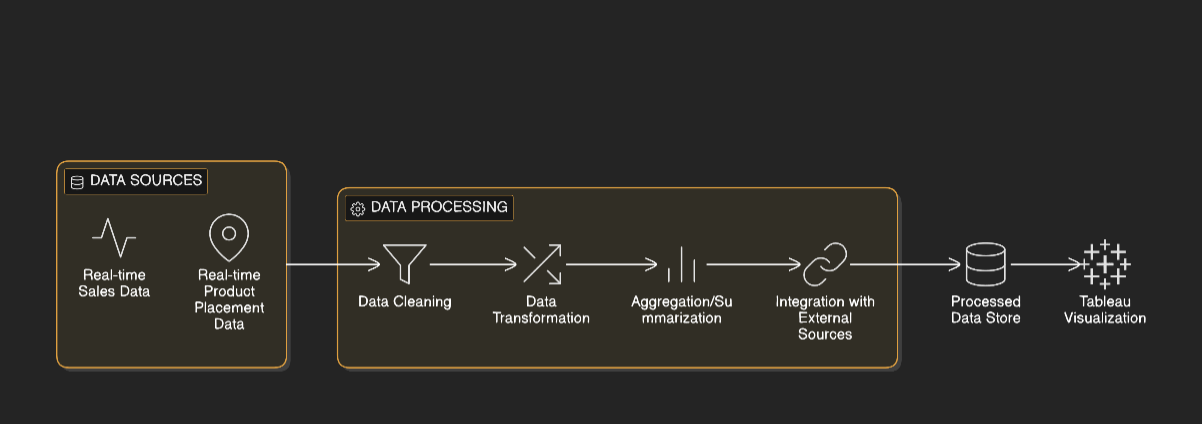 DATA SOURCES
Real-time
Sales Data
Real-time
Product
Placement
Data
DATA PROCESSING
Data Cleaning
Data
Transformation
Aggregation/Su
mmarization
Integration with
External
Sources
Processed
Data Store
Tableau
Visualization